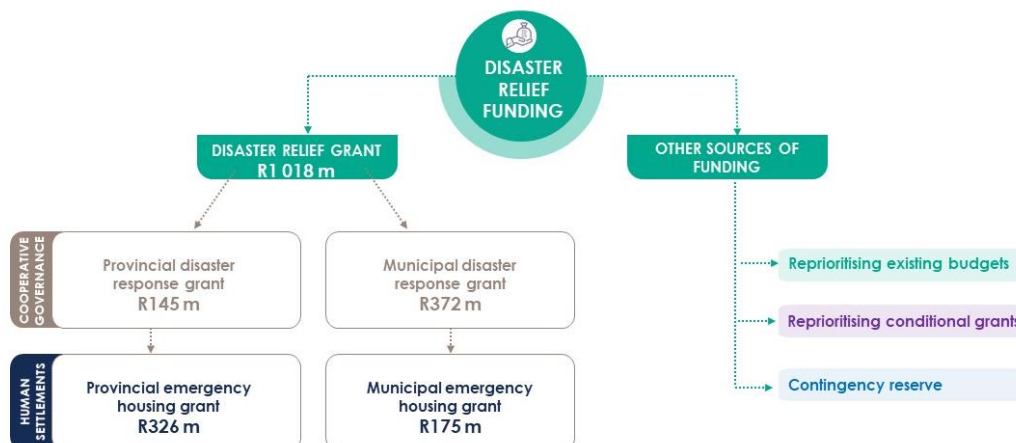 DISASTER
RELIEF
FUNDING
DISASTER RELIEF GRANT
R1 018 m
OTHER SOURCES OF
FUNDING
COOPERATIVE
GOVERNANCE
Provincial disaster
response grant
R145 m
Municipal disaster
response grant
R372 m
Reprioritising existing budgets
Reprioritising conditional grants
Contingency reserve
HUMAN
SETTLEMENTS
Provincial emergency
housing grant
R326 m
Municipal emergency
housing grant
R175 m